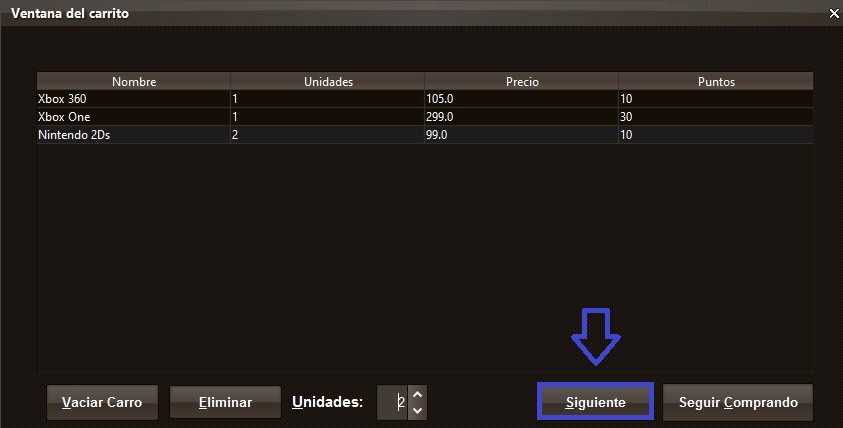 Ventana del carrito
Nombre Unidades Precio Puntos
Xbox 360 1 105.0 10
Xbox One 1 299.0 30
Nintendo 2Ds 2 99.0 10
Vaciar Carro Eliminar Unidades: 2 Siguiente Seguir Comprando